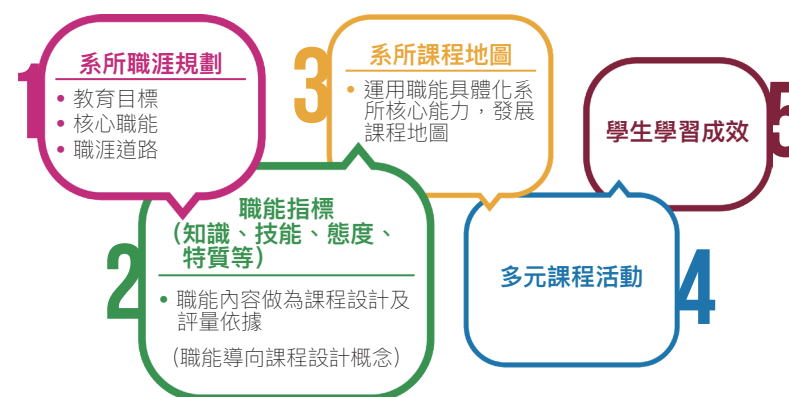 1
系所職涯規劃
• 教育目標
• 核心職能
• 職涯道路
2
職能指標
（知識、技能、態度、
特質等）
• 職能內容做為課程設計及
評量依據
（職能導向課程設計概念）
3
系所課程地圖
• 運用職能具體化系
所核心能力，發展
課程地圖
多元課程活動
4
學生學習成效
5